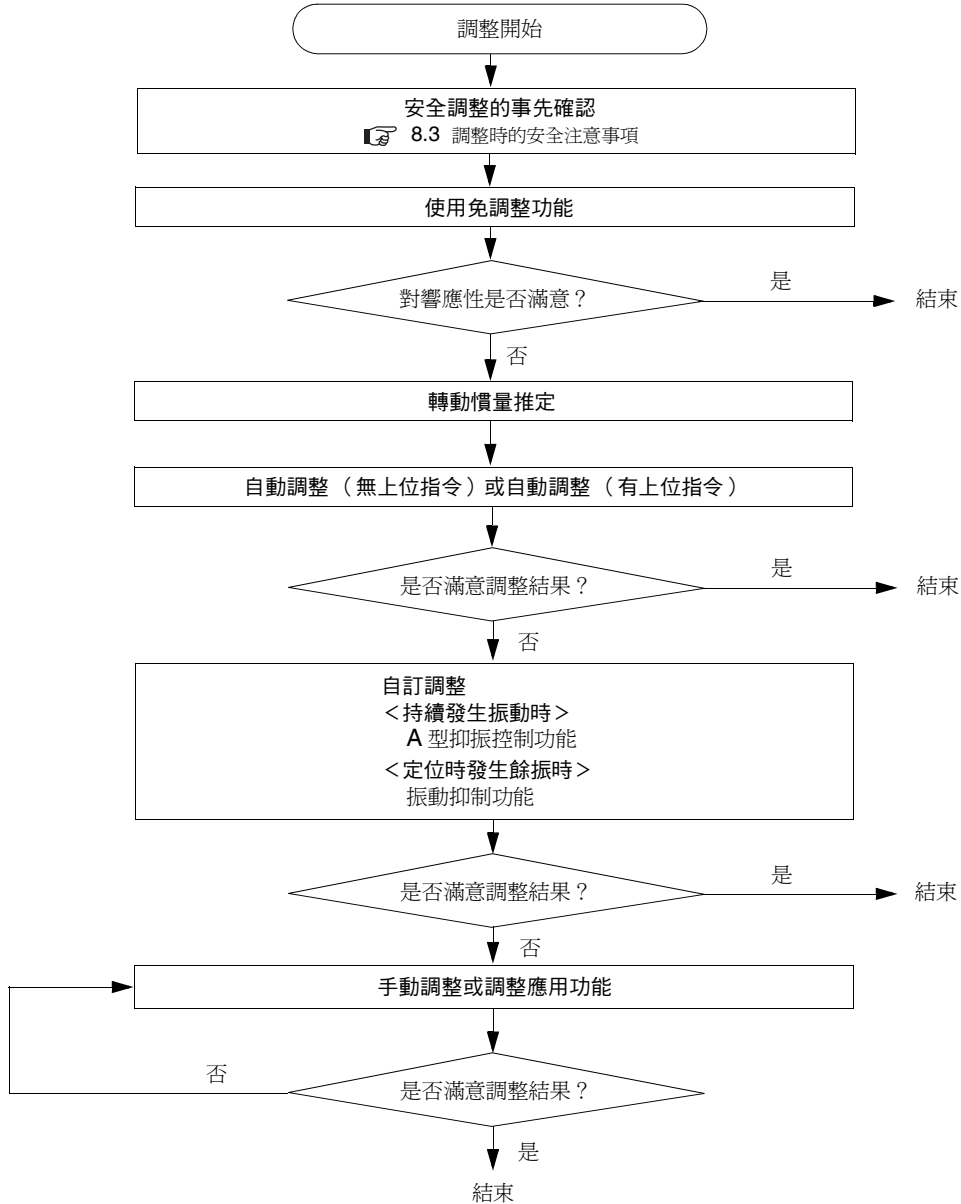 調整開始
安全調整的事先確認
8.3 調整時的安全注意事項
使用免調整功能
對響應性是否滿意？
是
結束
否
轉動慣量推定
自動調整（無上位指令）或自動調整（有上位指令）
是否滿意調整結果？
是
結束
否
自訂調整
＜持續發生振動時＞
A 型抑振控制功能
＜定位時發生餘振時＞
振動抑制功能
是否滿意調整結果？
是
結束
否
手動調整或調整應用功能
否
是否滿意調整結果？
是
結束